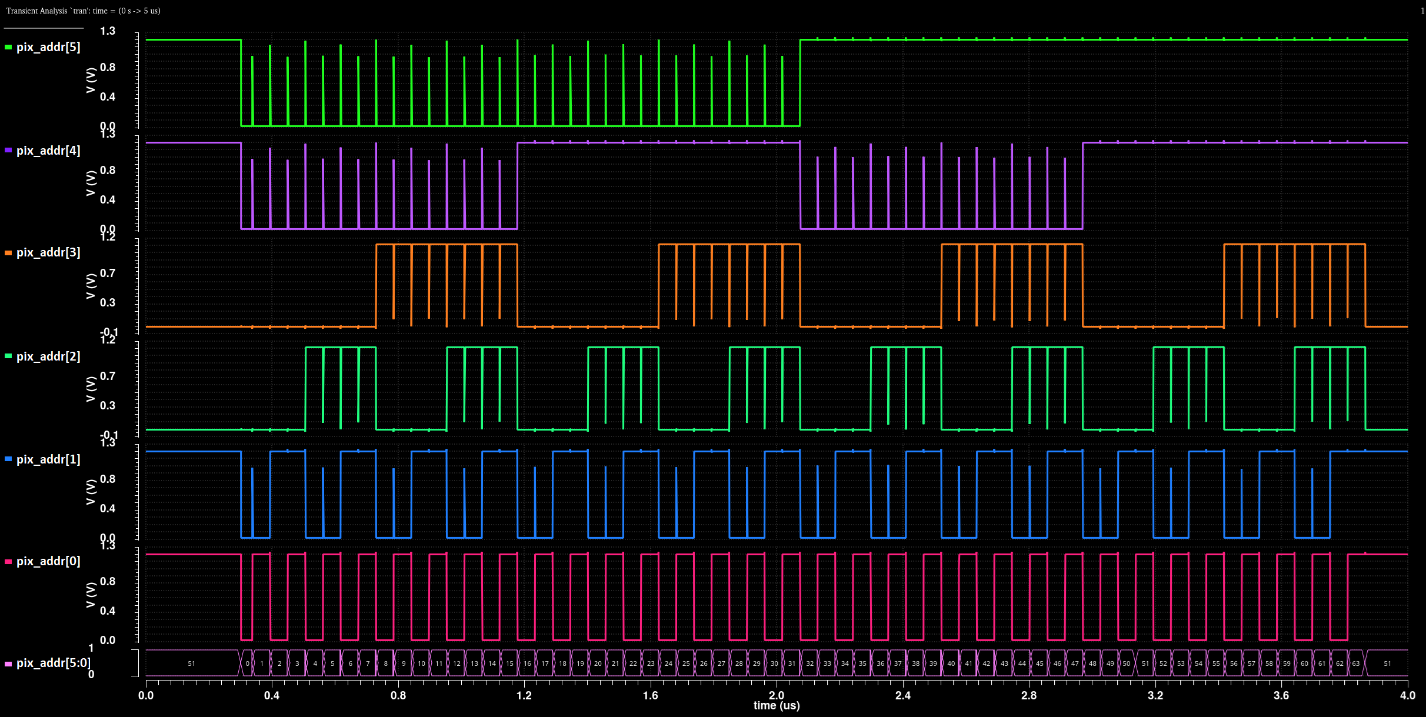 Transient Analysis `tran': time = (0 s -> 5 us)
1
pix_addr[5]
V (V)
1.3
0.8
0.4
0.0
pix_addr[4]
V (V)
1.3
0.8
0.4
0.0
pix_addr[3]
V (V)
1.2
0.7
0.3
-0.1
pix_addr[2]
V (V)
1.2
0.7
0.3
-0.1
pix_addr[1]
V (V)
1.3
0.8
0.4
0.0
pix_addr[0]
V (V)
1.3
0.8
0.4
0.0
pix_addr[5:0]
1
0
51 0 1 2 3 4 5 6 7 8 9 10 11 12 13 14 15 16 17 18 19 20 21 22 23 24 25 26 27 28 29 30 31 32 33 34 35 36 37 38 39 40 41 42 43 44 45 46 47 48 49 50 51 52 53 54 55 56 57 58 59 60 61 62 63 51
0.0 0.4 0.8 1.2 1.6 2.0 2.4 2.8 3.2 3.6 4.0
time (us)